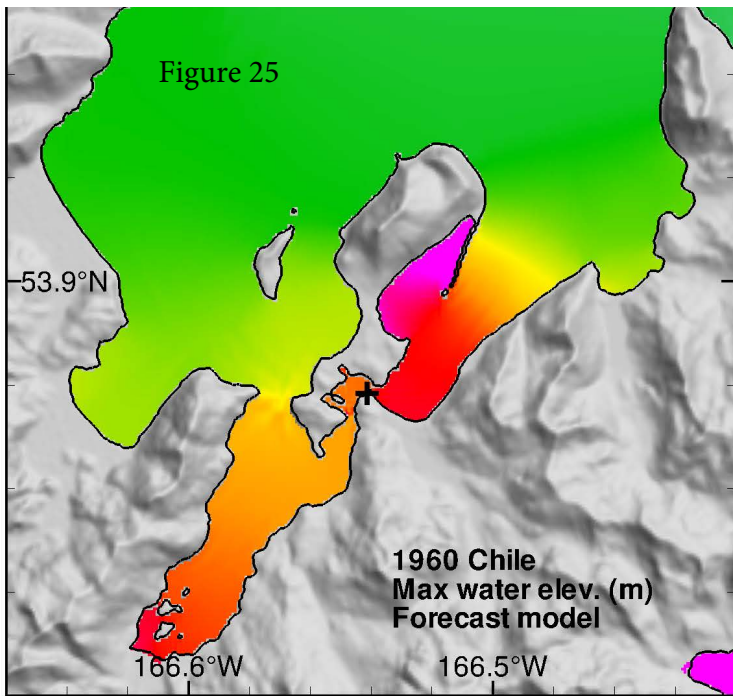 Figure 25
53.9°N
1960 Chile
Max water elev. (m)
Forecast model
166.6°W 166.5°W